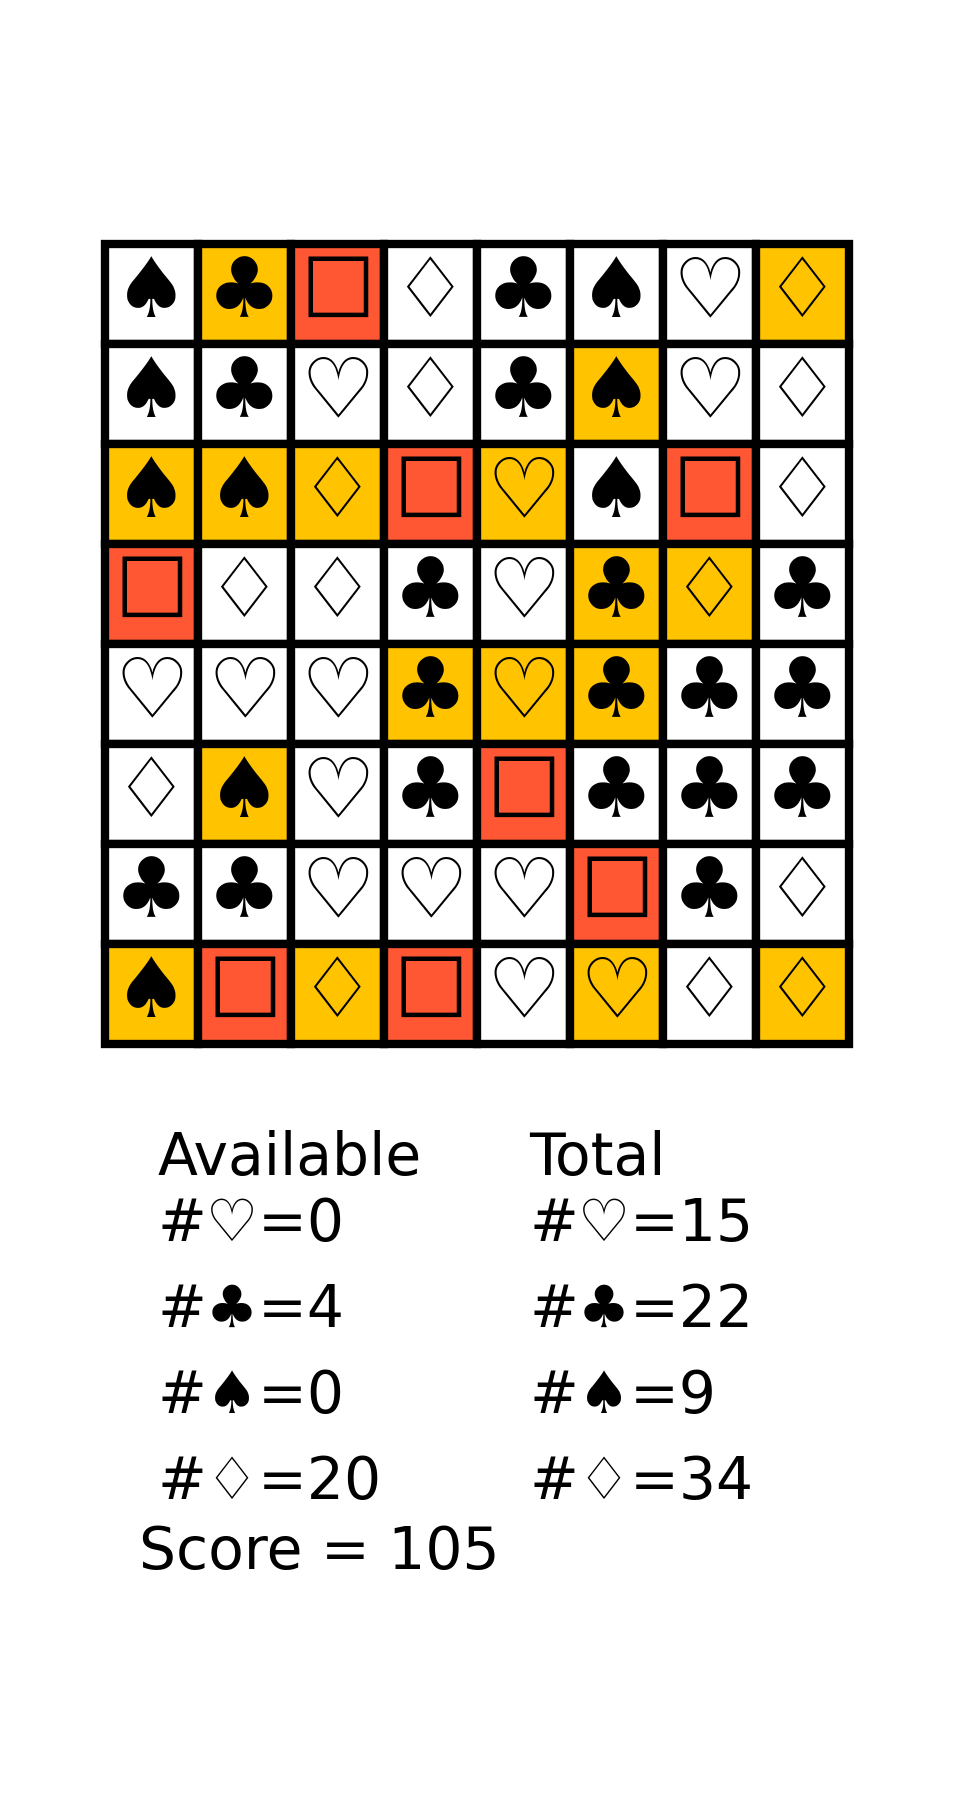 ♠ ♣ □ ♢ ♣ ♠ ♡ ♢
♠ ♣ ♡ ♢ ♣ ♠ ♡ ♢
♠ ♠ ♢ □ ♡ ♠ □ ♢
□ ♢ ♢ ♣ ♡ ♣ ♢ ♣
♡ ♡ ♡ ♣ ♡ ♣ ♣ ♣
♢ ♠ ♡ ♣ □ ♣ ♣ ♣
♣ ♣ ♡ ♡ ♡ □ ♣ ♢
♠ □ ♢ □ ♡ ♡ ♢ ♢
Available Total
#♡=0 #♡=15
#♣=4 #♣=22
#♠=0 #♠=9
#♢=20 #♢=34
Score = 105